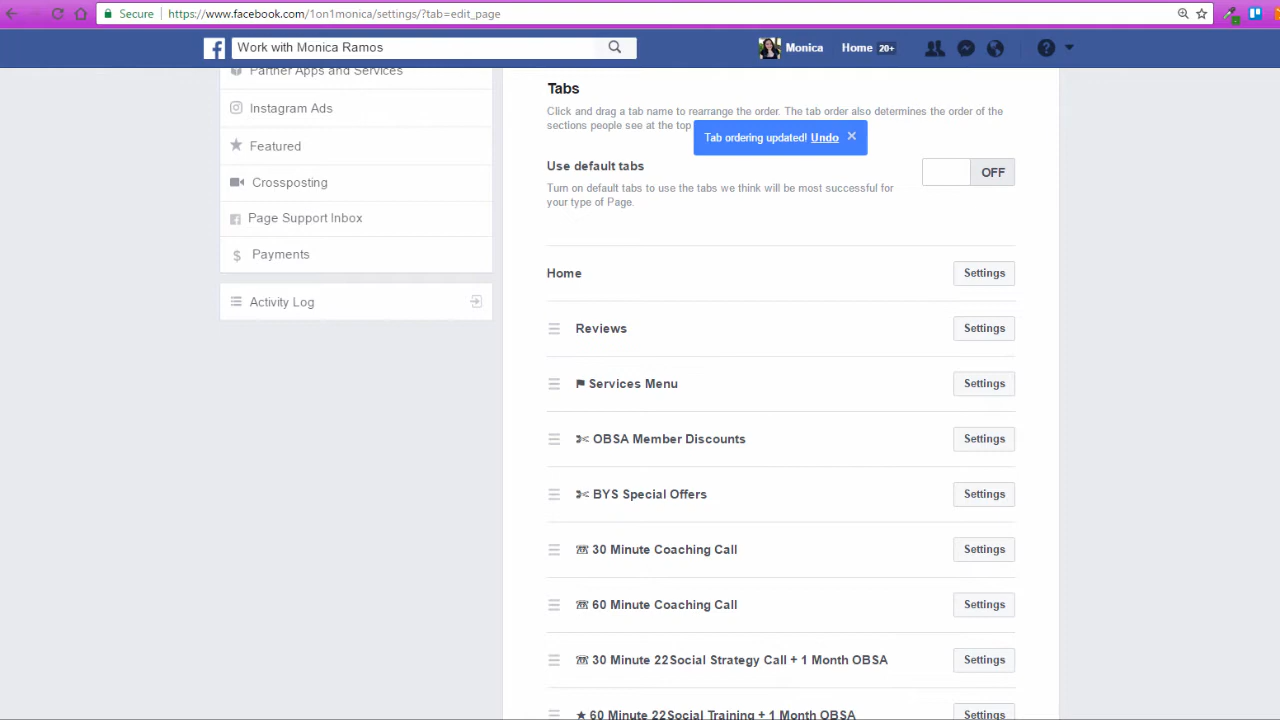 Secure https://www.facebook.com/1on1monica/settings/?tab=edit_page
Work with Monica Ramos
Monica Home 20+
Partner Apps and Services
Instagram Ads
Featured
Crossposting
Page Support Inbox
Payments
Activity Log
Tabs
Click and drag a tab name to rearrange the order. The tab order also determines the order of the
sections people see at the top
Tab ordering updated! Undo
Use default tabs
OFF
Turn on default tabs to use the tabs we think will be most successful for
your type of Page.
Home Settings
Reviews Settings
Services Menu Settings
OBSA Member Discounts Settings
BYS Special Offers Settings
30 Minute Coaching Call Settings
60 Minute Coaching Call Settings
30 Minute 22Social Strategy Call + 1 Month OBSA Settings
★ 60 Minute 22Social Training + 1 Month OBSA Settings